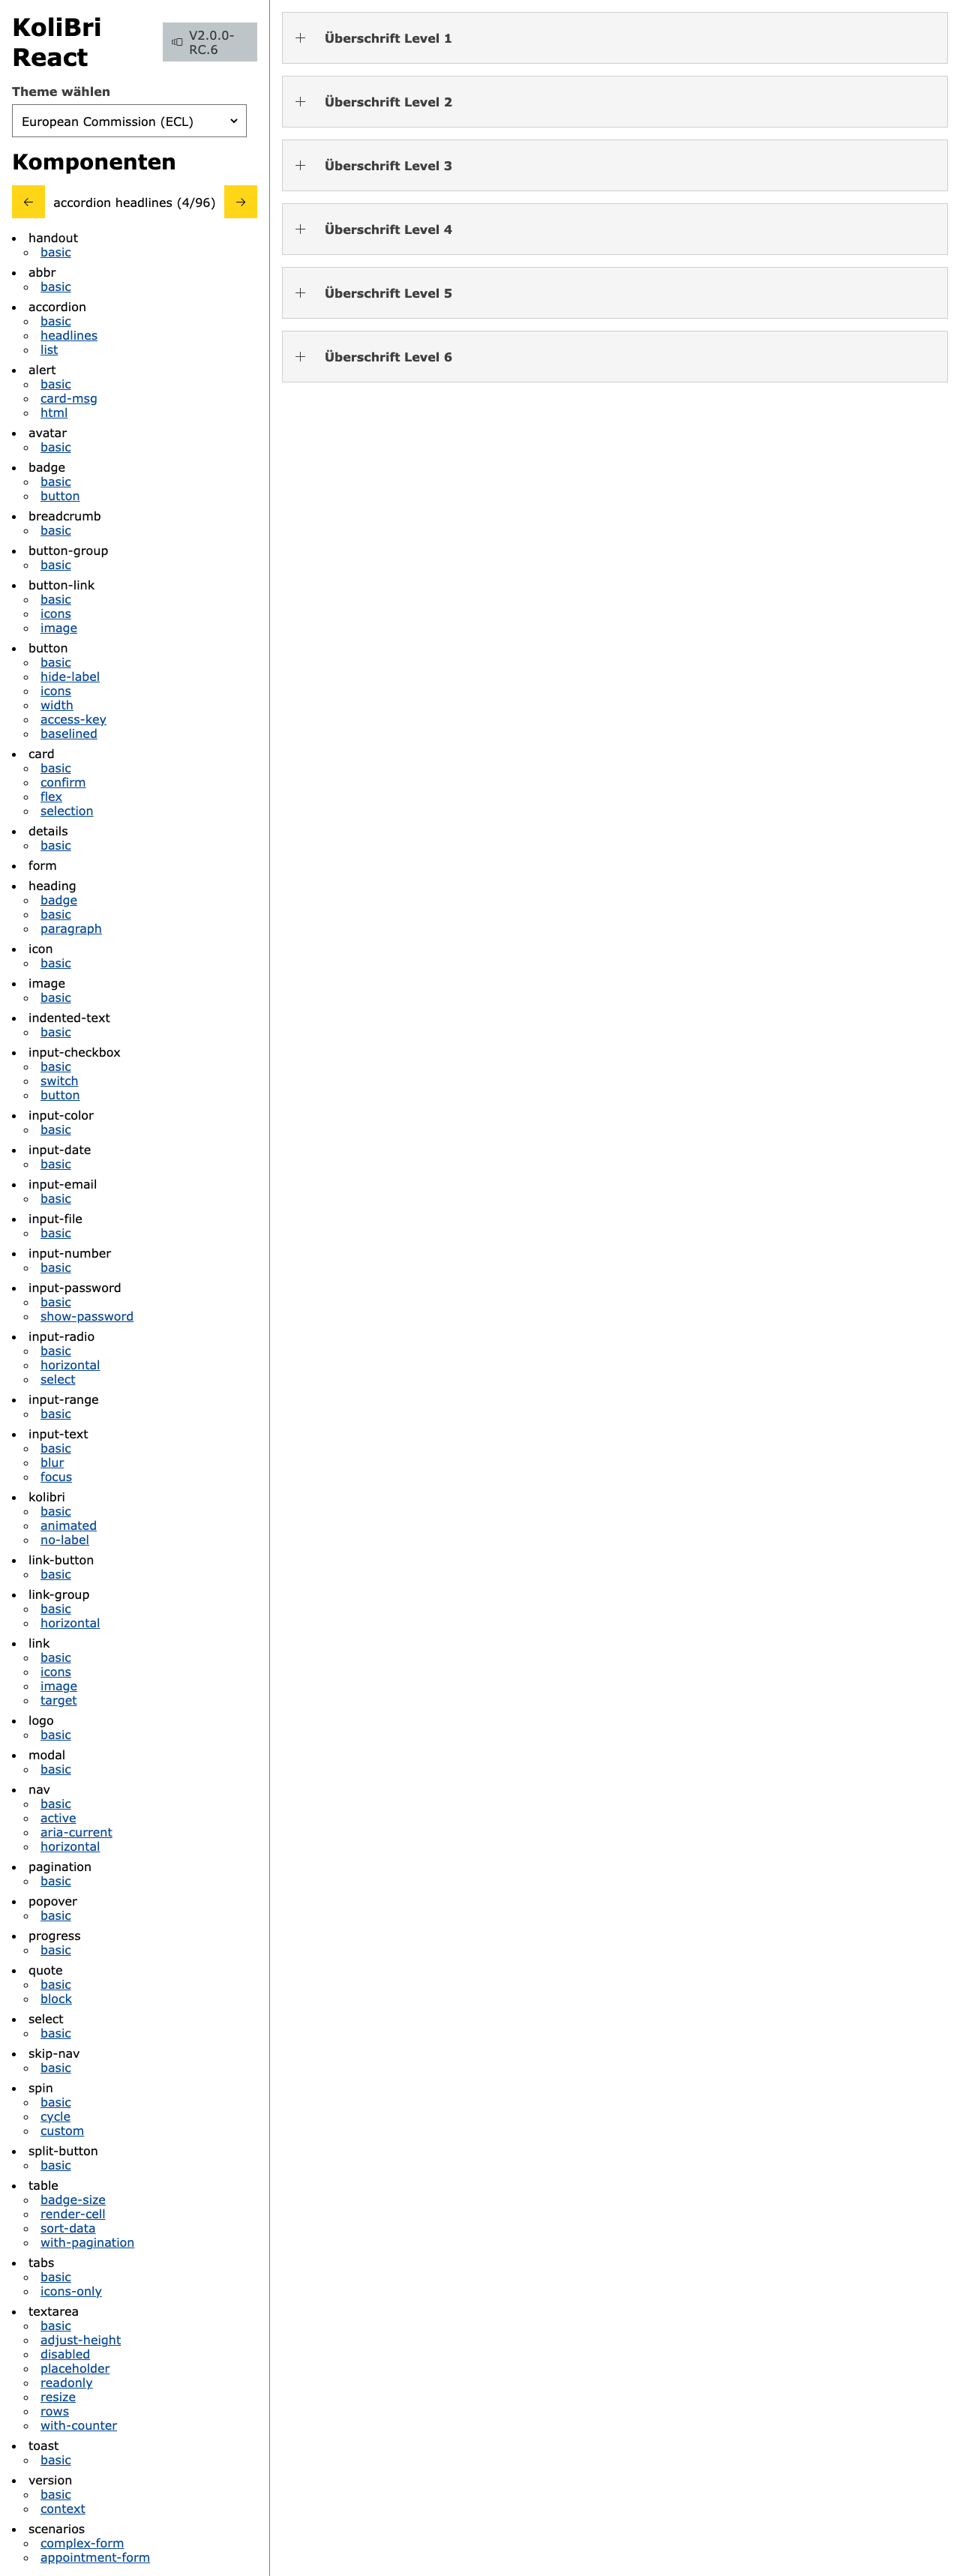 KoliBri
React
V2.0.0-
RC.6
Theme wählen
European Commission (ECL)
Komponenten
accordion headlines (4/96)
handout
basic
abbr
basic
accordion
basic
headlines
list
alert
basic
card-msg
html
avatar
basic
badge
basic
button
breadcrumb
basic
button-group
basic
button-link
basic
icons
image
button
basic
hide-label
icons
width
access-key
baselined
card
basic
confirm
flex
selection
details
basic
form
heading
badge
basic
paragraph
icon
basic
image
basic
indented-text
basic
input-checkbox
basic
switch
button
input-color
basic
input-date
basic
input-email
basic
input-file
basic
input-number
basic
input-password
basic
show-password
input-radio
basic
horizontal
select
input-range
basic
input-text
basic
blur
focus
kolibri
basic
animated
no-label
link-button
basic
link-group
basic
horizontal
link
basic
icons
image
target
logo
basic
modal
basic
nav
basic
active
aria-current
horizontal
pagination
basic
popover
basic
progress
basic
quote
basic
block
select
basic
skip-nav
basic
spin
basic
cycle
custom
split-button
basic
table
badge-size
render-cell
sort-data
with-pagination
tabs
basic
icons-only
textarea
basic
adjust-height
disabled
placeholder
readonly
resize
rows
with-counter
toast
basic
version
basic
context
scenarios
complex-form
appointment-form
Überschrift Level 1
Überschrift Level 2
Überschrift Level 3
Überschrift Level 4
Überschrift Level 5
Überschrift Level 6